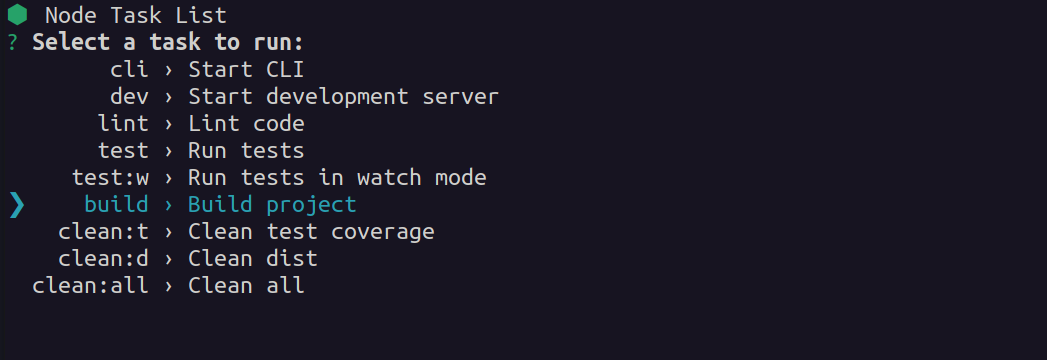 ⬢ Node Task List
? Select a task to run:
cli › Start CLI
dev › Start development server
lint › Lint code
test › Run tests
test:w › Run tests in watch mode
❯ build › Build project
clean:t › Clean test coverage
clean:d › Clean dist
clean:all › Clean all